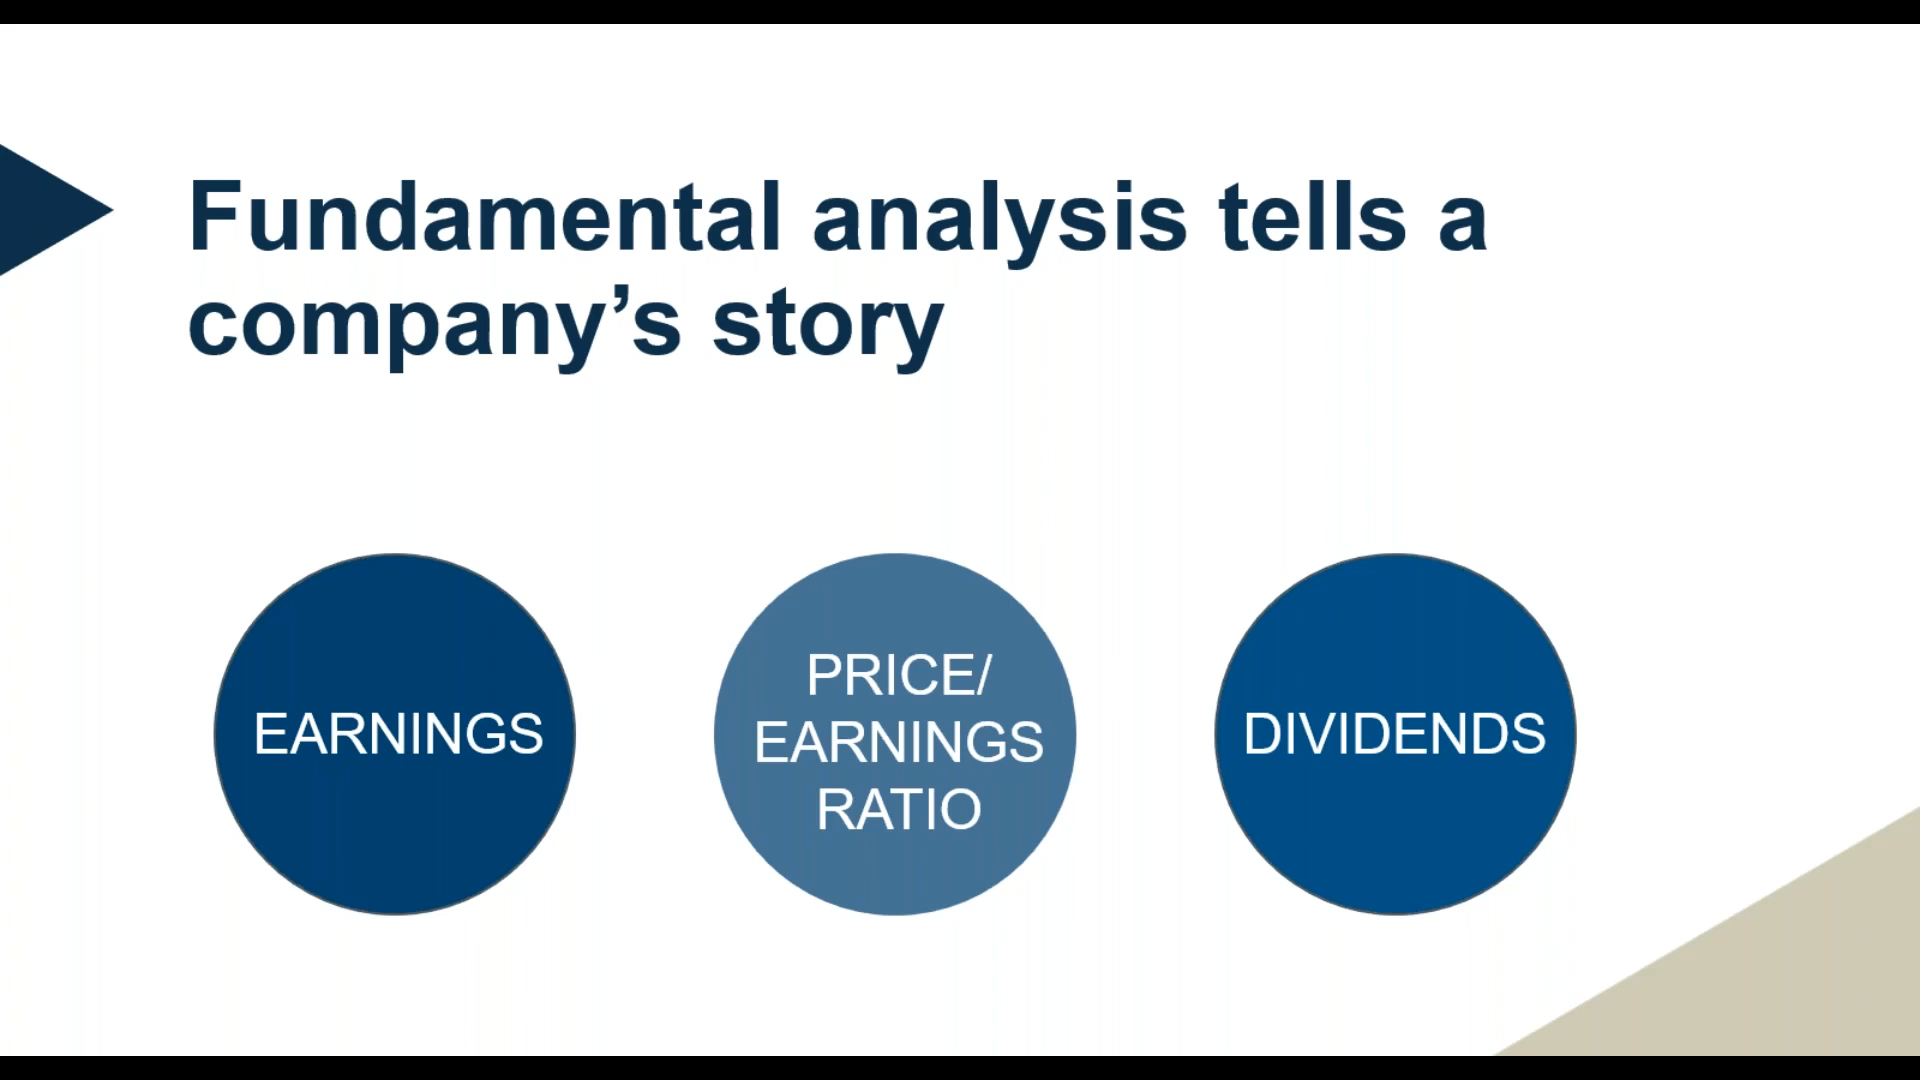 Fundamental analysis tells a
company’s story
EARNINGS
PRICE/
EARNINGS
RATIO
DIVIDENDS